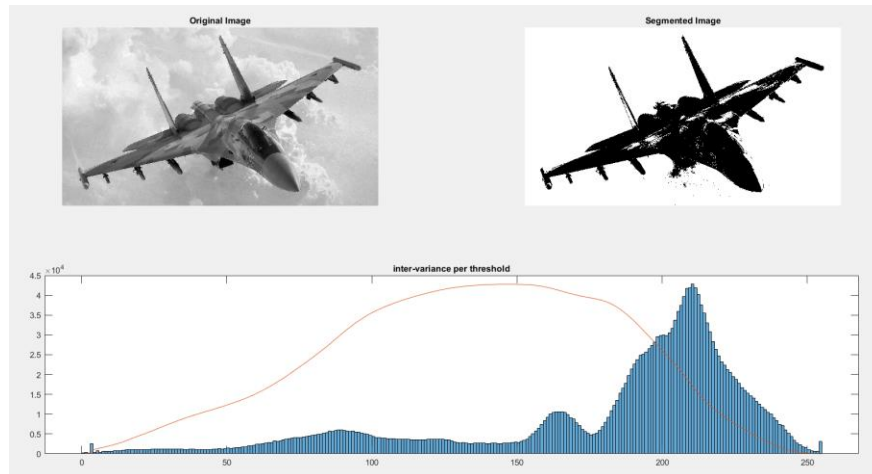 Original Image
Segmented Image
inter-variance per threshold
× 10^4
4.5
4
3.5
3
2.5
2
1.5
1
0.5
0
0 50 100 150 200 250